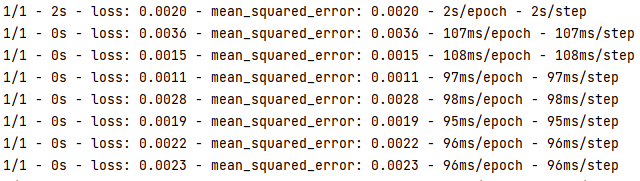 1/1 - 2s - loss: 0.0020 - mean_squared_error: 0.0020 - 2s/epoch - 2s/step
1/1 - 0s - loss: 0.0036 - mean_squared_error: 0.0036 - 107ms/epoch - 107ms/step
1/1 - 0s - loss: 0.0015 - mean_squared_error: 0.0015 - 108ms/epoch - 108ms/step
1/1 - 0s - loss: 0.0011 - mean_squared_error: 0.0011 - 97ms/epoch - 97ms/step
1/1 - 0s - loss: 0.0028 - mean_squared_error: 0.0028 - 98ms/epoch - 98ms/step
1/1 - 0s - loss: 0.0019 - mean_squared_error: 0.0019 - 95ms/epoch - 95ms/step
1/1 - 0s - loss: 0.0022 - mean_squared_error: 0.0022 - 96ms/epoch - 96ms/step
1/1 - 0s - loss: 0.0023 - mean_squared_error: 0.0023 - 96ms/epoch - 96ms/step